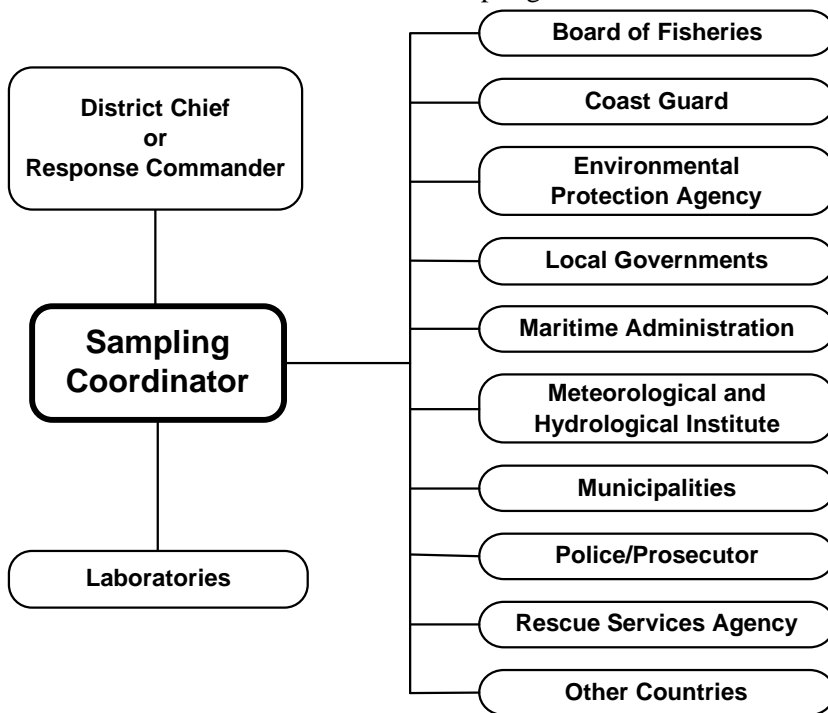 District Chief
or
Response Commander
Sampling
Coordinator
Laboratories
Board of Fisheries
Coast Guard
Environmental
Protection Agency
Local Governments
Maritime Administration
Meteorological and
Hydrological Institute
Municipalities
Police/Prosecutor
Rescue Services Agency
Other Countries